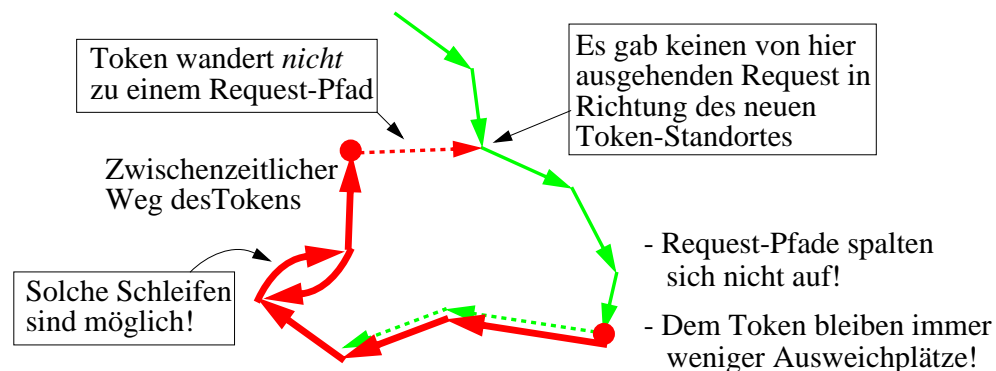 Token wandert nicht
zu einem Request-Pfad
Es gab keinen von hier
ausgehenden Request in
Richtung des neuen
Token-Standortes
Zwischenzeitlicher
Weg desTokens
Solche Schleifen
sind möglich!
- Request-Pfade spalten
sich nicht auf!
- Dem Token bleiben immer
weniger Ausweichplätze!